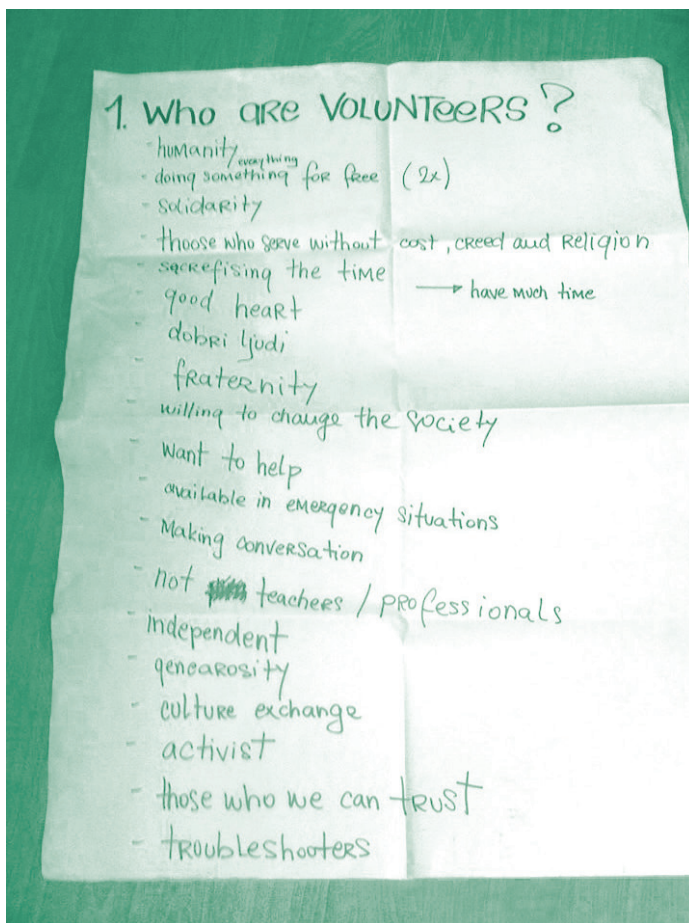 1. Who are VOLUNTEERS?
- humanity
everything
- doing something for free (2x)
- solidarity
- thoose who serve without cost, creed and religion
- sacrefising the time
→ have much time
- good heart
- dobri ljudi
- fraternity
- willing to change the society
- want to help
- available in emergency situations
- Making conversation
- not teachers / professionals
- independent
- genearosity
- culture exchange
- activist
- those who we can trust
- troubleshooters